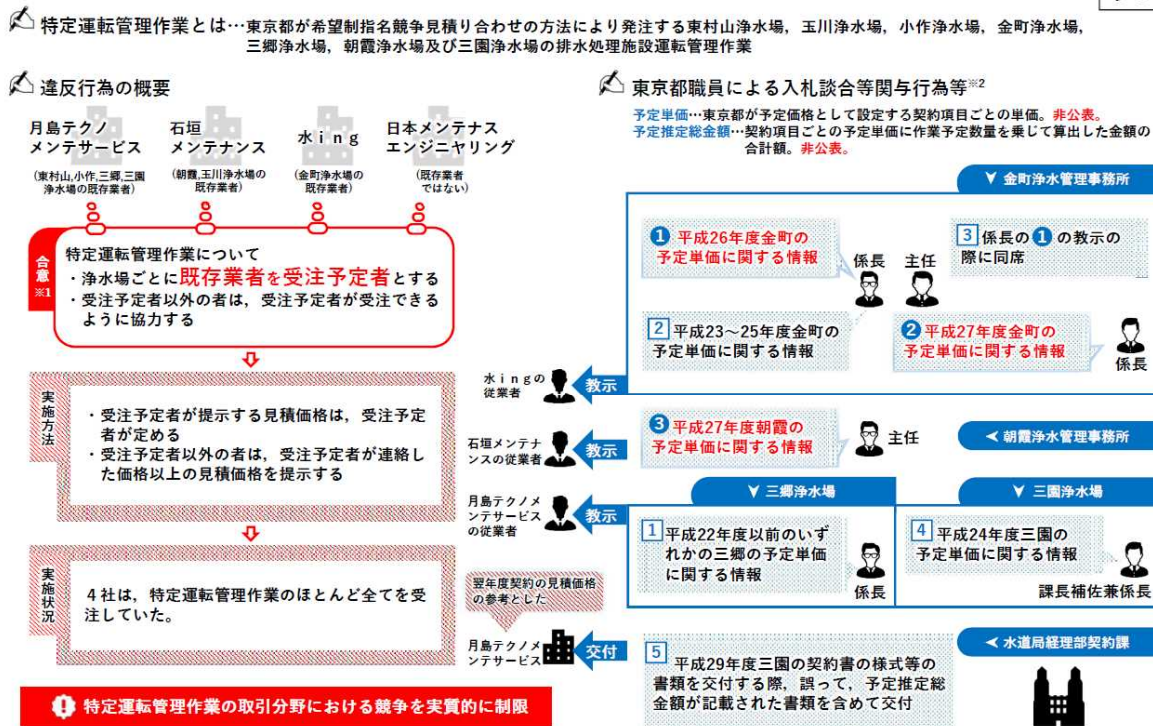 特定運転管理作業とは…東京都が希望制指名競争見積り合わせの方法により発注する東村山浄水場，玉川浄水場，小作浄水場，金町浄水場，
三郷浄水場，朝霞浄水場及び三園浄水場の排水処理施設運転管理作業
違反行為の概要
月島テクノ
メンテサービス
(東村山,小作,三郷,三園
浄水場の既存業者)
石垣
メンテナンス
(朝霞,玉川浄水場の
既存業者)
水ｉｎｇ
(金町浄水場の
既存業者)
日本メンテナス
エンジニヤリング
(既存業者
ではない)
合意
※1
特定運転管理作業について
・浄水場ごとに既存業者を受注予定者とする
・受注予定者以外の者は，受注予定者が受注できる
ように協力する
実施方法
・受注予定者が提示する見積価格は，受注予定
者が定める
・受注予定者以外の者は，受注予定者が連絡し
た価格以上の見積価格を提示する
実施状況
４社は，特定運転管理作業のほとんど全てを受
注していた。
特定運転管理作業の取引分野における競争を実質的に制限
東京都職員による入札談合等関与行為等※2
予定単価…東京都が予定価格として設定する契約項目ごとの単価。非公表。
予定推定総金額…契約項目ごとの予定単価に作業予定数量を乗じて算出した金額の
合計額。非公表。
金町浄水管理事務所
❶ 平成26年度金町の
予定単価に関する情報
係長
主任
3 係長の❶の教示の
際に同席
2 平成23～25年度金町の
予定単価に関する情報
❷ 平成27年度金町の
予定単価に関する情報
係長
水ｉｎｇの
従業者
教示
❸ 平成27年度朝霞の
予定単価に関する情報
主任
朝霞浄水管理事務所
石垣メンテナ
ンスの従業者
教示
三郷浄水場
三園浄水場
月島テクノメ
ンテサービス
の従業者
教示
1 平成22年度以前のいず
れかの三郷の予定単価
に関する情報
係長
4 平成24年度三園の
予定単価に関する情報
課長補佐兼係長
翌年度契約の見積価格
の参考とした
月島テクノメ
ンテサービス
交付
水道局経理部契約課
5 平成29年度三園の契約書の様式等の
書類を交付する際，誤って，予定推定総
金額が記載された書類を含めて交付